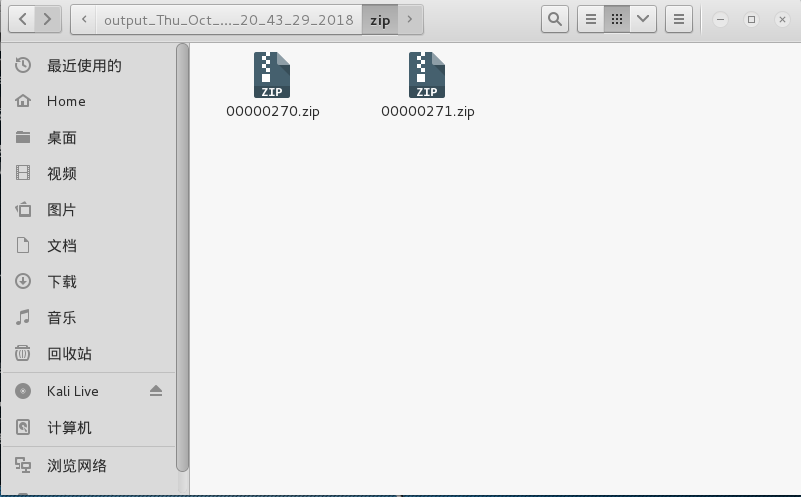 output_Thu_Oct_..._20_43_29_2018 zip
最近使用的
Home
桌面
视频
图片
文档
下载
音乐
回收站
Kali Live
计算机
浏览网络
ZIP
00000270.zip
ZIP
00000271.zip